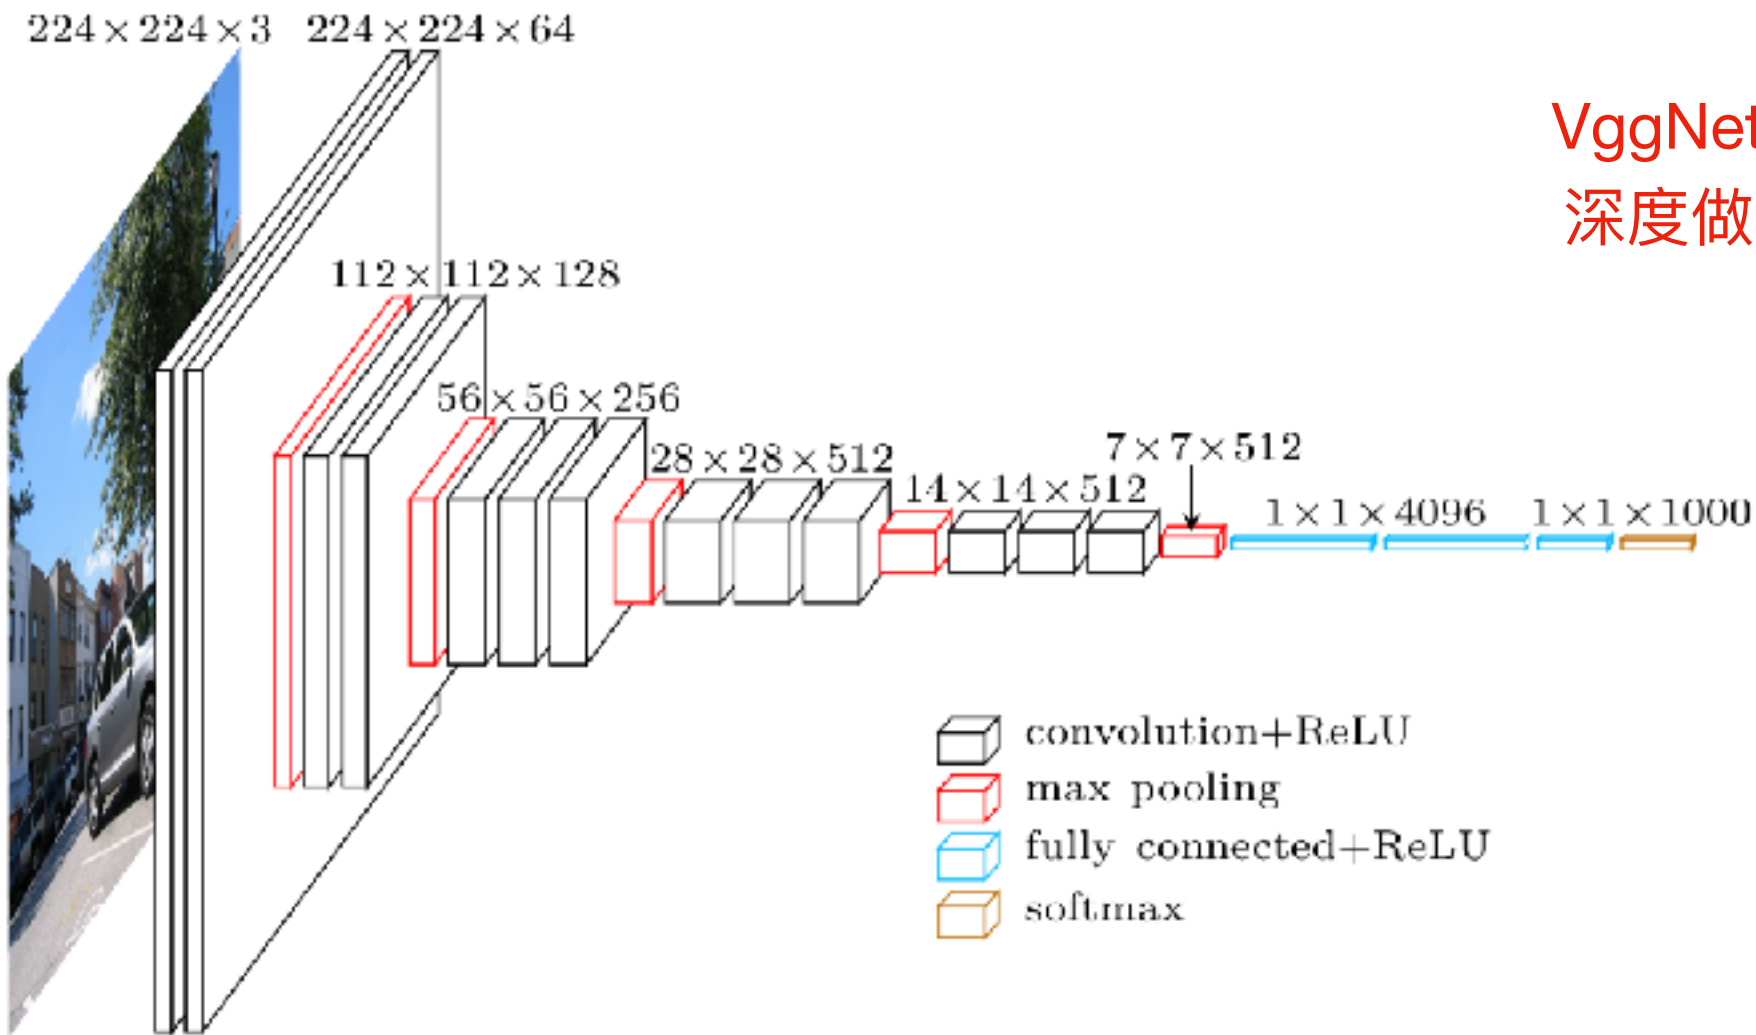 224×224×3
224×224×64
VggNet
深度做
112×112×128
56×56×256
28×28×512
7×7×512
14×14×512
1×1×4096
1×1×1000
convolution+ReLU
max pooling
fully connected+ReLU
softmax